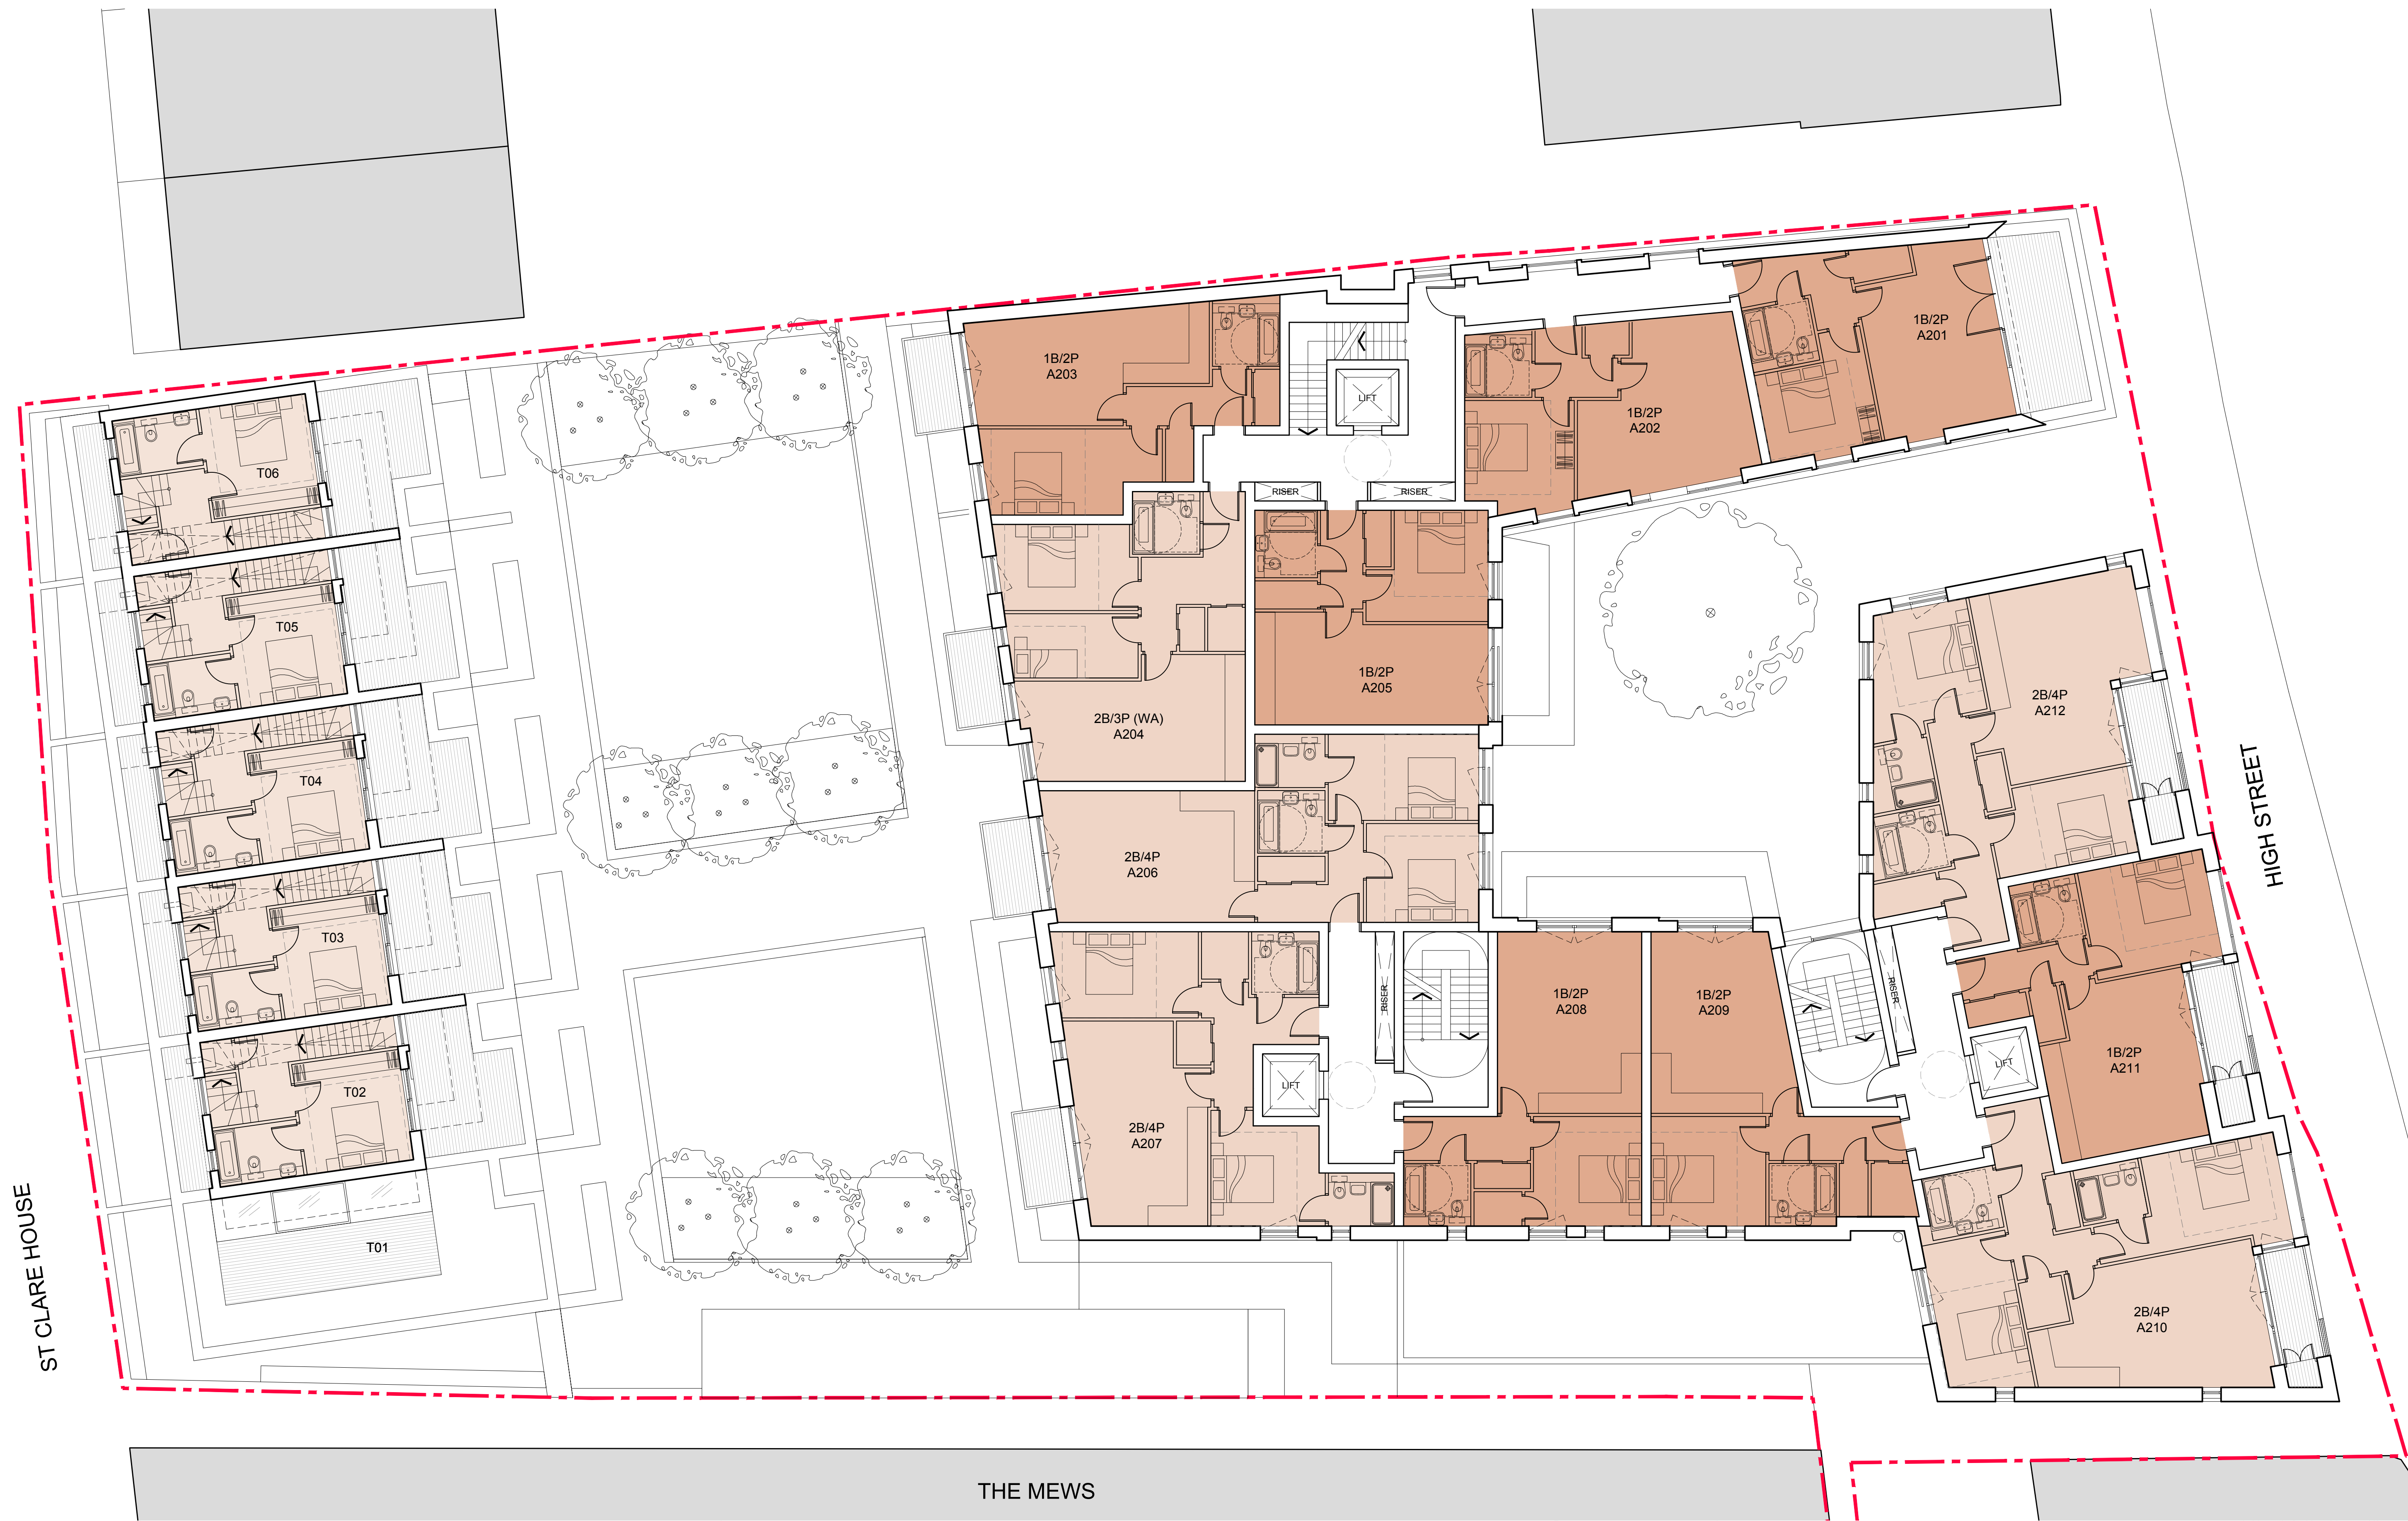 1B/2P
A201
1B/2P
A202
1B/2P
A203
LIFT
RISER
RISER
2B/3P (WA)
A204
1B/2P
A205
2B/4P
A206
2B/4P
A207
LIFT
RISER
1B/2P
A208
1B/2P
A209
RISER
LIFT
2B/4P
A212
1B/2P
A211
2B/4P
A210
T06
T05
T04
T03
T02
T01
ST CLARE HOUSE
HIGH STREET
THE MEWS